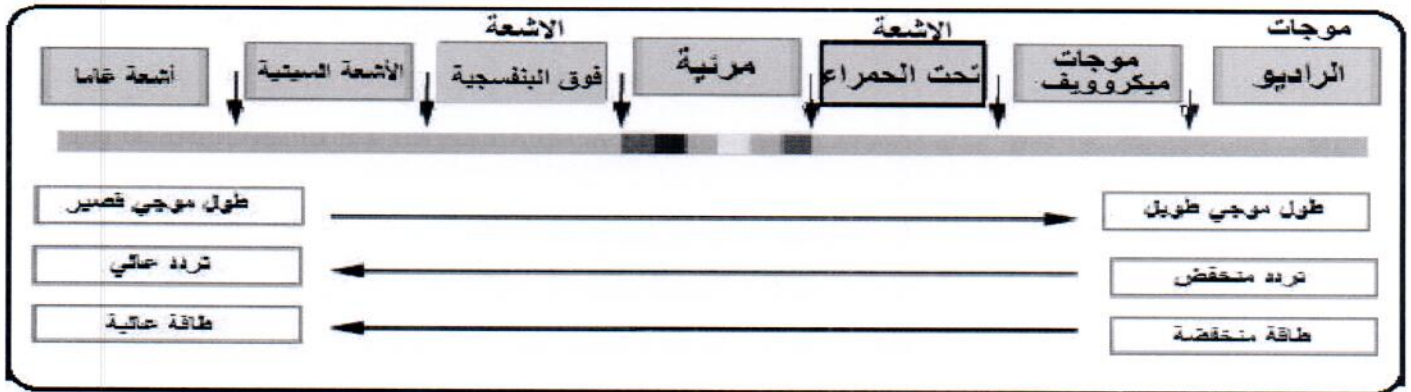 موجات
الراديو
موجات
ميكروويف
الاشعة
تحت الحمراء
مرئية
الاشعة
فوق البنفسجية
الأشعة السينية
أشعة غاما
طول موجي طويل
طول موجي قصير
تردد منخفض
تردد عالي
طاقة منخفضة
طاقة عالية